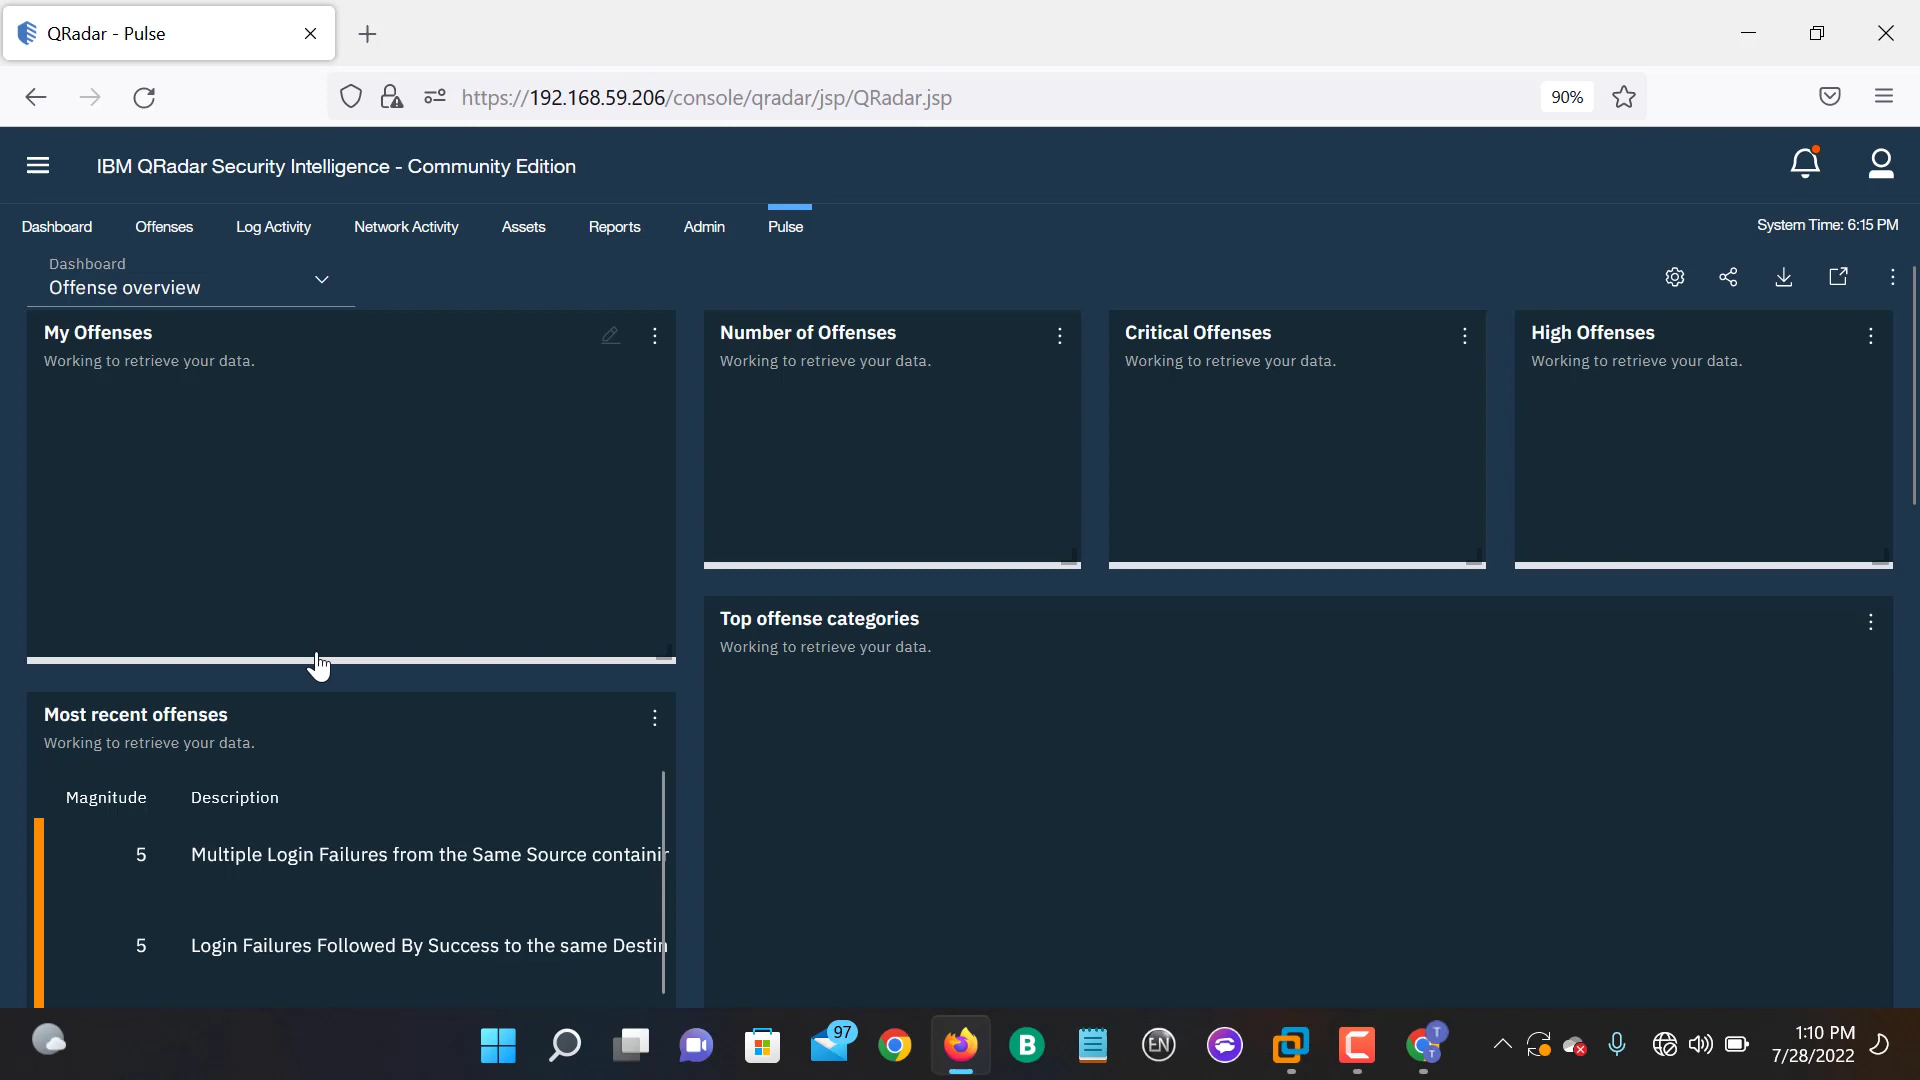 QRadar - Pulse
https://192.168.59.206/console/qradar/jsp/QRadar.jsp
90%
IBM QRadar Security Intelligence - Community Edition
Dashboard
Offenses
Log Activity
Network Activity
Assets
Reports
Admin
Pulse
System Time: 6:15 PM
Dashboard
Offense overview
My Offenses
Working to retrieve your data.
Number of Offenses
Working to retrieve your data.
Critical Offenses
Working to retrieve your data.
High Offenses
Working to retrieve your data.
Top offense categories
Working to retrieve your data.
Most recent offenses
Working to retrieve your data.
Magnitude Description
5 Multiple Login Failures from the Same Source containi
5 Login Failures Followed By Success to the same Destin
97
B
EN
T
T
1:10 PM
7/28/2022